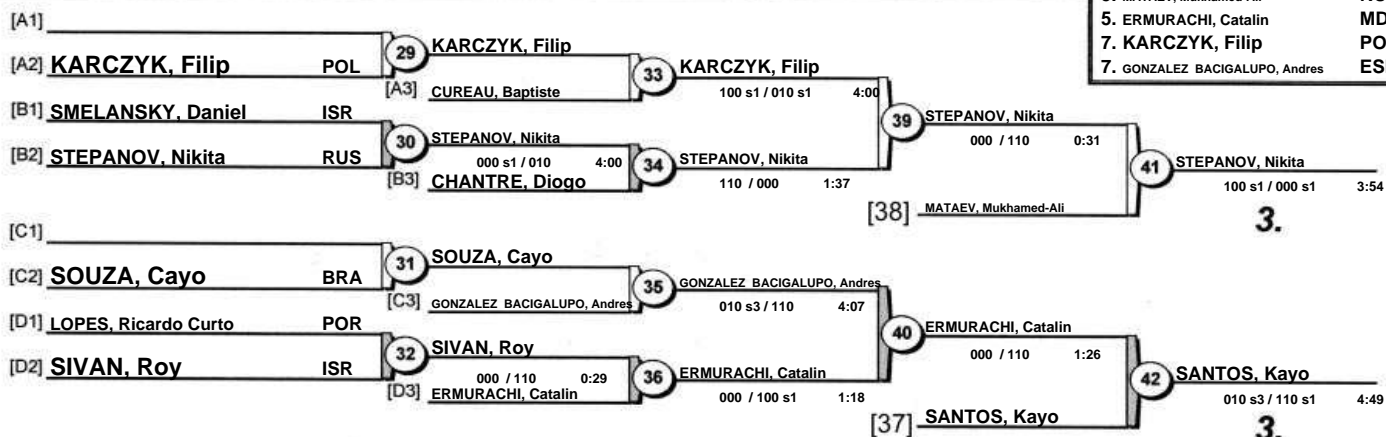 [A1]
[A2] KARCZYK, Filip POL
29 KARCZYK, Filip
[A3] CUREAU, Baptiste
33 KARCZYK, Filip
100 s1 / 010 s1 4:00
[B1] SMELANSKY, Daniel ISR
[B2] STEPANOV, Nikita RUS
30 STEPANOV, Nikita
000 s1 / 010 4:00
[B3] CHANTRE, Diogo
34 STEPANOV, Nikita
110 / 000 1:37
39 STEPANOV, Nikita
000 / 110 0:31
[38] MATAEV, Mukhamed-Ali
41 STEPANOV, Nikita
100 s1 / 000 s1 3:54
3.
[C1]
[C2] SOUZA, Cayo BRA
31 SOUZA, Cayo
[C3] GONZALEZ BACIGALUPO, Andres
35 GONZALEZ BACIGALUPO, Andres
010 s3 / 110 4:07
[D1] LOPES, Ricardo Curto POR
[D2] SIVAN, Roy ISR
32 SIVAN, Roy
000 / 110 0:29
[D3] ERMURACHI, Catalin
36 ERMURACHI, Catalin
000 / 100 s1 1:18
40 ERMURACHI, Catalin
000 / 110 1:26
[37] SANTOS, Kayo
42 SANTOS, Kayo
010 s3 / 110 s1 4:49
3.
5. ERMURACHI, Catalin MD
7. KARCZYK, Filip PO
7. GONZALEZ BACIGALUPO, Andres ES